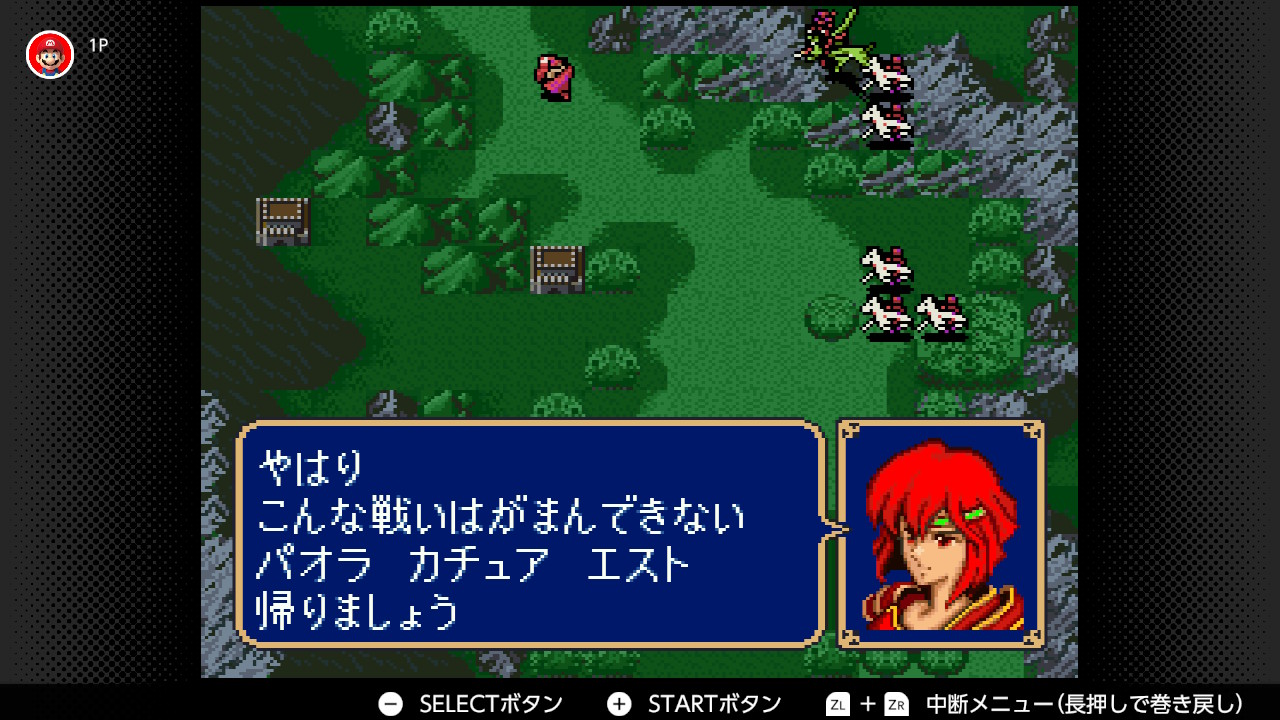 1P
やはり
こんな戦いはがまんできない
パオラ　カチュア　エスト
帰りましょう
− SELECTボタン + STARTボタン ZL + ZR 中断メニュー(長押しで巻き戻し)